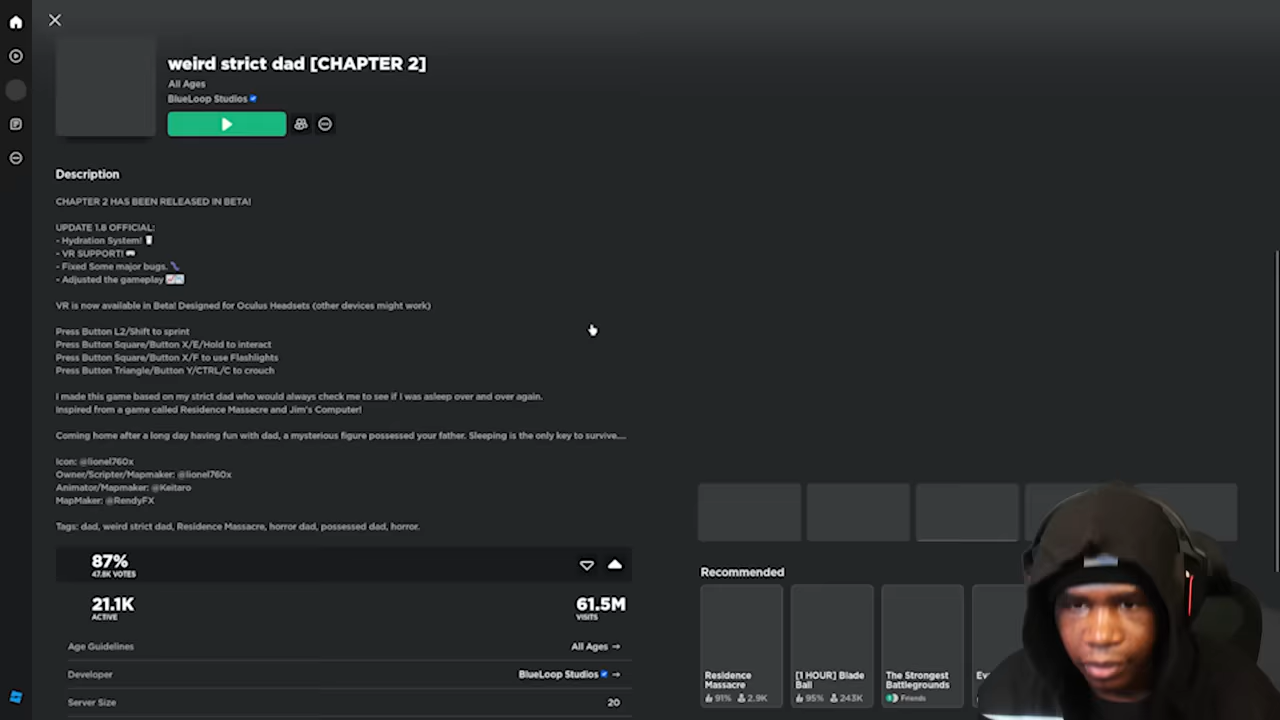 weird strict dad [CHAPTER 2]
All Ages
BlueLoop Studios
Description
CHAPTER 2 HAS BEEN RELEASED IN BETA!
UPDATE 1.8 OFFICIAL:
- Hydration System! 🥛
- VR SUPPORT! 🥽
- Fixed Some major bugs. 🐛
- Adjusted the gameplay
VR is now available in Beta! Designed for Oculus Headsets (other devices might work)
Press Button L2/Shift to sprint
Press Button Square/Button X/E/Hold to interact
Press Button Square/Button X/F to use Flashlights
Press Button Triangle/Button Y/CTRL/C to crouch
I made this game based on my strict dad who would always check me to see if I was asleep over and over again.
Inspired from a game called Residence Massacre and Jim's Computer!
Coming home after a long day having fun with dad, a mysterious figure possessed your father. Sleeping is the only key to survive....
Icon: @lionel760x
Owner/Scripter/Mapmaker: @lionel760x
Animator/Mapmaker: @Keitaro
MapMaker: @RendyFX
Tags: dad, weird strict dad, Residence Massacre, horror dad, possessed dad, horror.
87%
47.8K VOTES
21.1K
ACTIVE
61.5M
VISITS
Age Guidelines
All Ages →
Developer
BlueLoop Studios →
Server Size
20
Recommended
Residence
Massacre
91% 2.9K
[1 HOUR] Blade
Ball
95% 243K
The Strongest
Battlegrounds
Friends